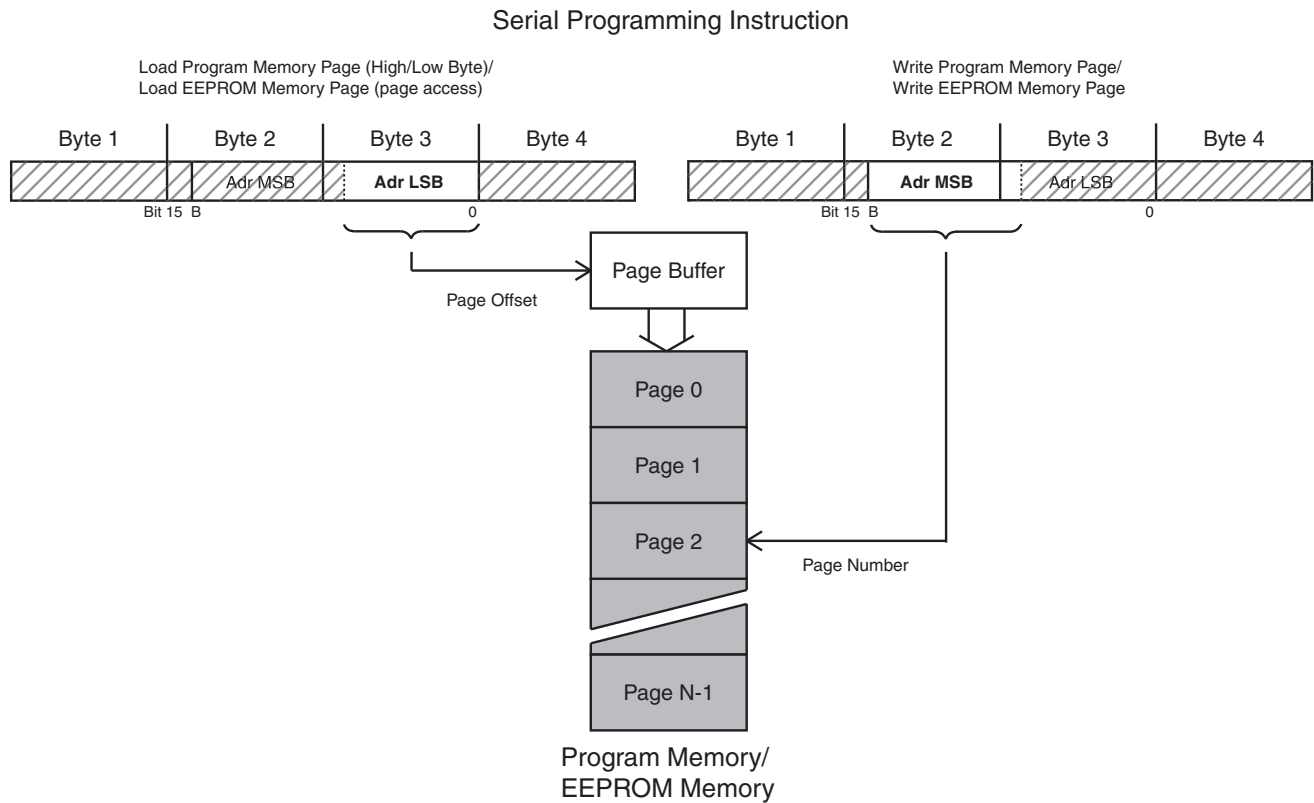 Serial Programming Instruction
Load Program Memory Page (High/Low Byte)/
Load EEPROM Memory Page (page access)
Write Program Memory Page/
Write EEPROM Memory Page
Byte 1 Byte 2 Byte 3 Byte 4
Byte 1 Byte 2 Byte 3 Byte 4
Adr MSB Adr LSB
Adr MSB Adr LSB
Bit 15 B 0
Bit 15 B 0
Page Buffer
Page Offset
Page 0
Page 1
Page 2
Page Number
Page N-1
Program Memory/
EEPROM Memory